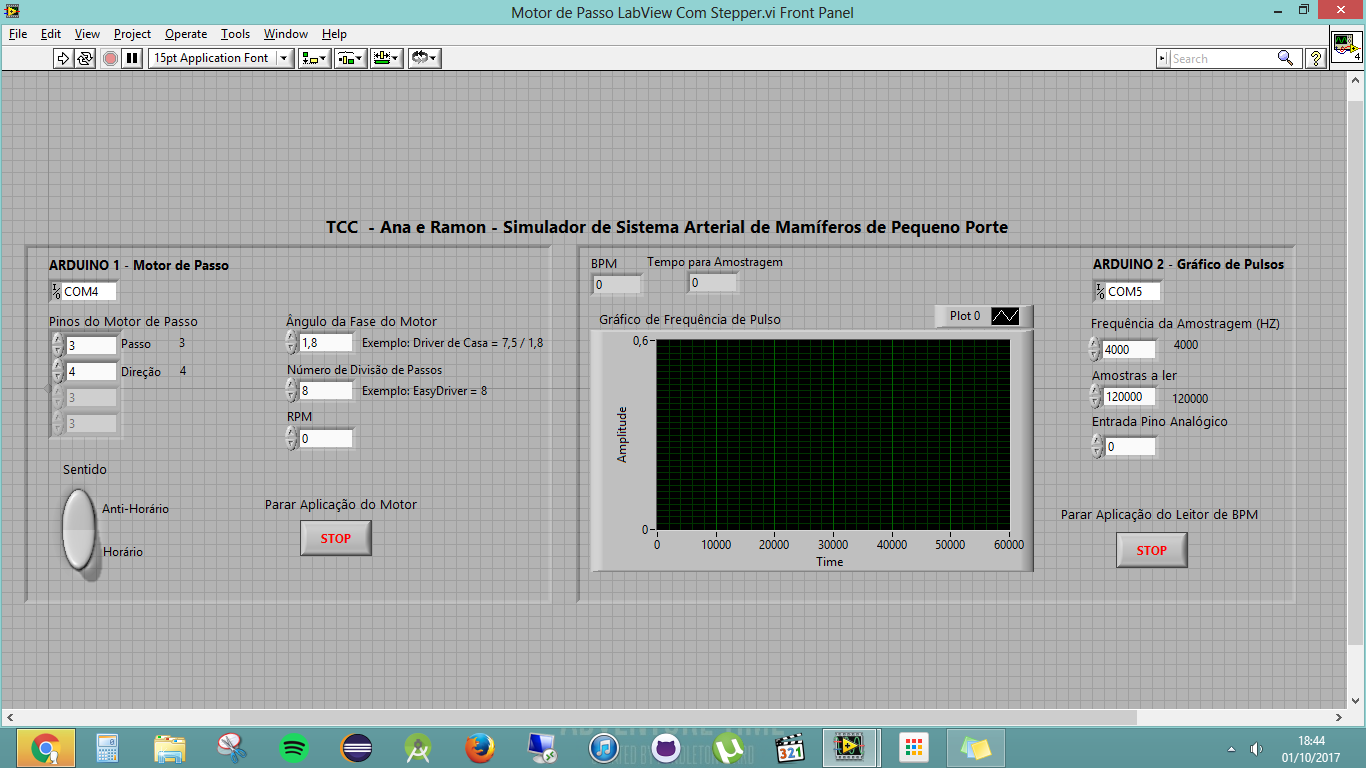 Motor de Passo LabView Com Stepper.vi Front Panel
File Edit View Project Operate Tools Window Help
15pt Application Font
Search
4
TCC - Ana e Ramon - Simulador de Sistema Arterial de Mamíferos de Pequeno Porte
ARDUINO 1 - Motor de Passo
COM4
Pinos do Motor de Passo
3 Passo 3
4 Direção 4
3
3
Ângulo da Fase do Motor
1,8 Exemplo: Driver de Casa = 7,5 / 1,8
Número de Divisão de Passos
8 Exemplo: EasyDriver = 8
RPM
0
Sentido
Anti-Horário
Horário
Parar Aplicação do Motor
STOP
BPM
0
Tempo para Amostragem
0
Gráfico de Frequência de Pulso
Plot 0
0,6
Amplitude
0
0 10000 20000 30000 40000 50000 60000
Time
ARDUINO 2 - Gráfico de Pulsos
COM5
Frequência da Amostragem (HZ)
4000 4000
Amostras a ler
120000 120000
Entrada Pino Analógico
0
Parar Aplicação do Leitor de BPM
STOP
321
18:44
01/10/2017